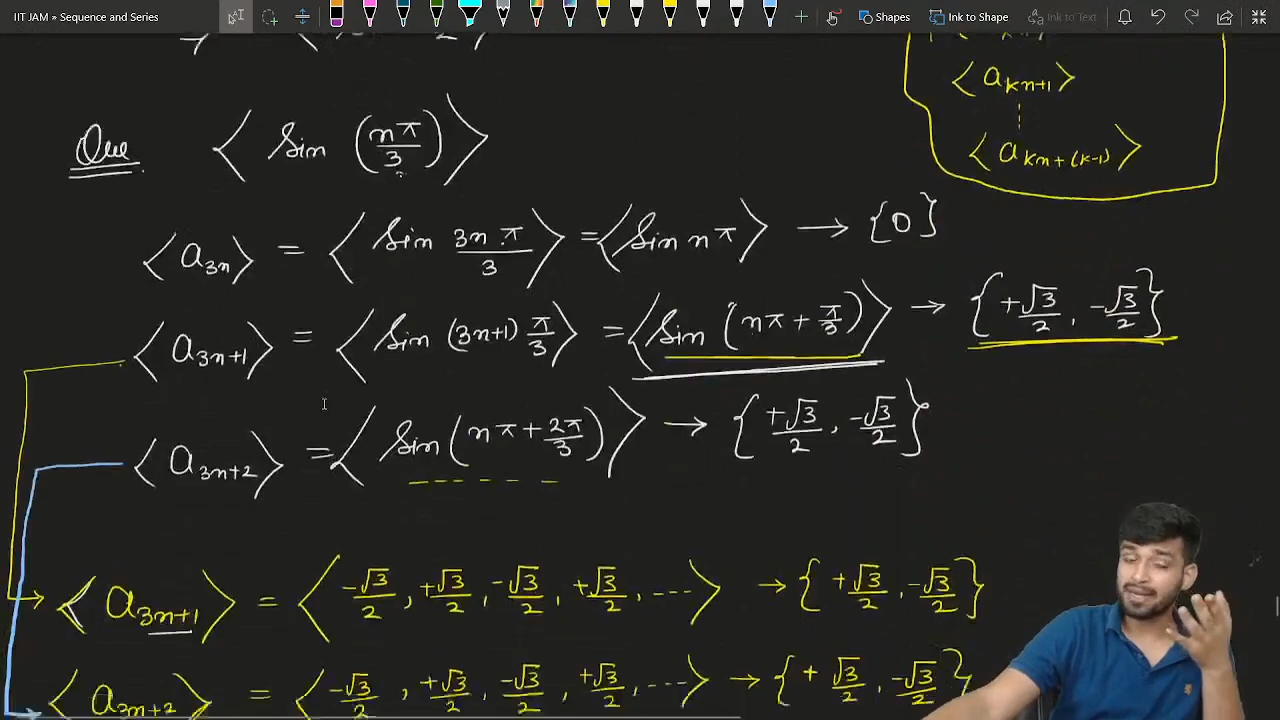 IIT JAM » Sequence and Series
Shapes
Ink to Shape
Ink to Text
⟨a_{kn+1}⟩
⟨a_{kn+(k-1)}⟩
Que ⟨Sin (nπ/3)⟩
⟨a_{3n}⟩ = ⟨Sin 3n.π/3⟩ = ⟨Sin nπ⟩ → {0}
⟨a_{3n+1}⟩ = ⟨Sin (3n+1) π/3⟩ = ⟨Sin (nπ + π/3)⟩ → {+√3/2, -√3/2}
⟨a_{3n+2}⟩ = ⟨Sin (nπ + 2π/3)⟩ → {+√3/2, -√3/2}
⟨a_{3n+1}⟩ = ⟨-√3/2, +√3/2, -√3/2, +√3/2, ----⟩ → {+√3/2, -√3/2}
⟨a_{3n+2}⟩ = ⟨-√3/2, +√3/2, -√3/2, +√3/2, ----⟩ → {+√3/2, -√3/2}